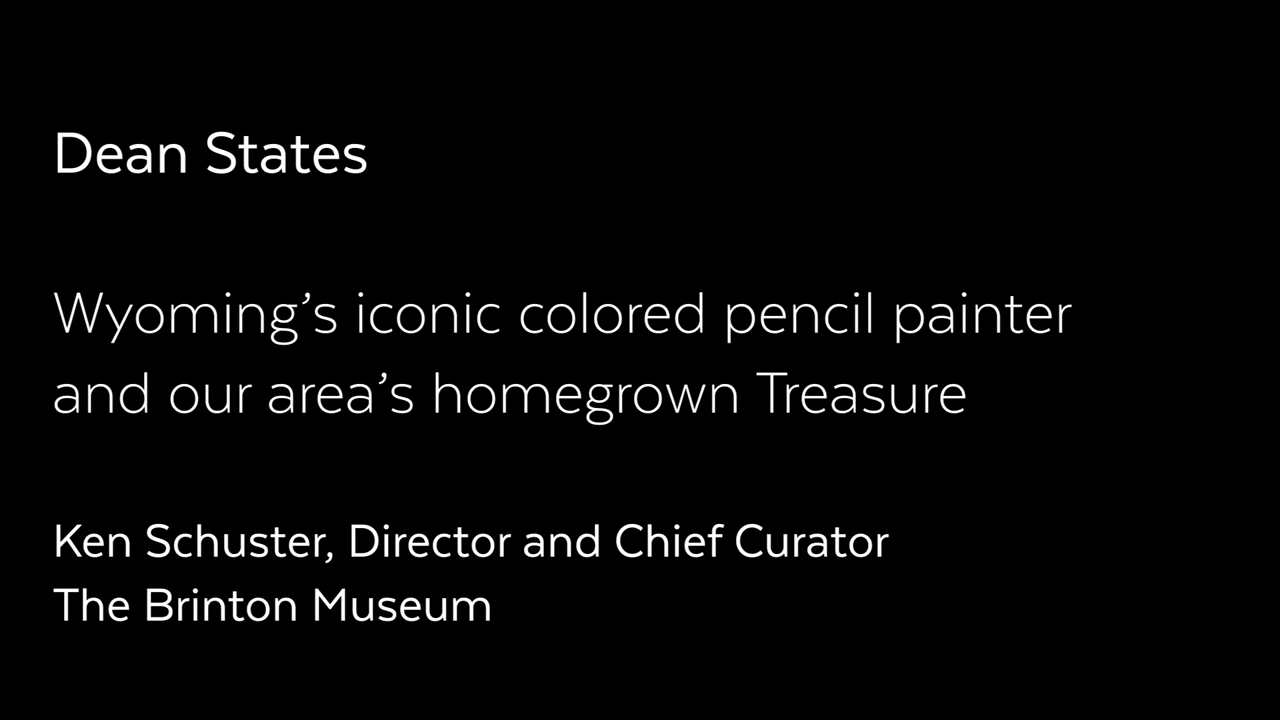 Dean States
Wyoming’s iconic colored pencil painter
and our area’s homegrown Treasure
Ken Schuster, Director and Chief Curator
The Brinton Museum